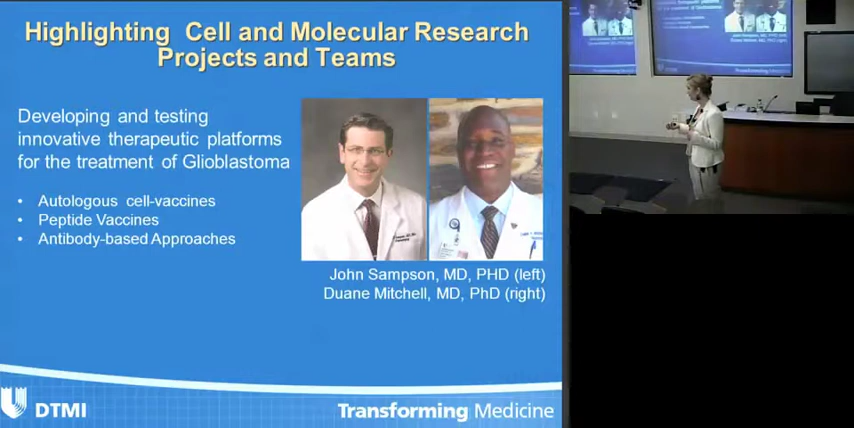 Highlighting Cell and Molecular Research
Projects and Teams
Developing and testing
innovative therapeutic platforms
for the treatment of Glioblastoma
• Autologous cell-vaccines
• Peptide Vaccines
• Antibody-based Approaches
John Sampson, MD, PHD (left)
Duane Mitchell, MD, PhD (right)
DTMI
Transforming Medicine
Transforming Medicine